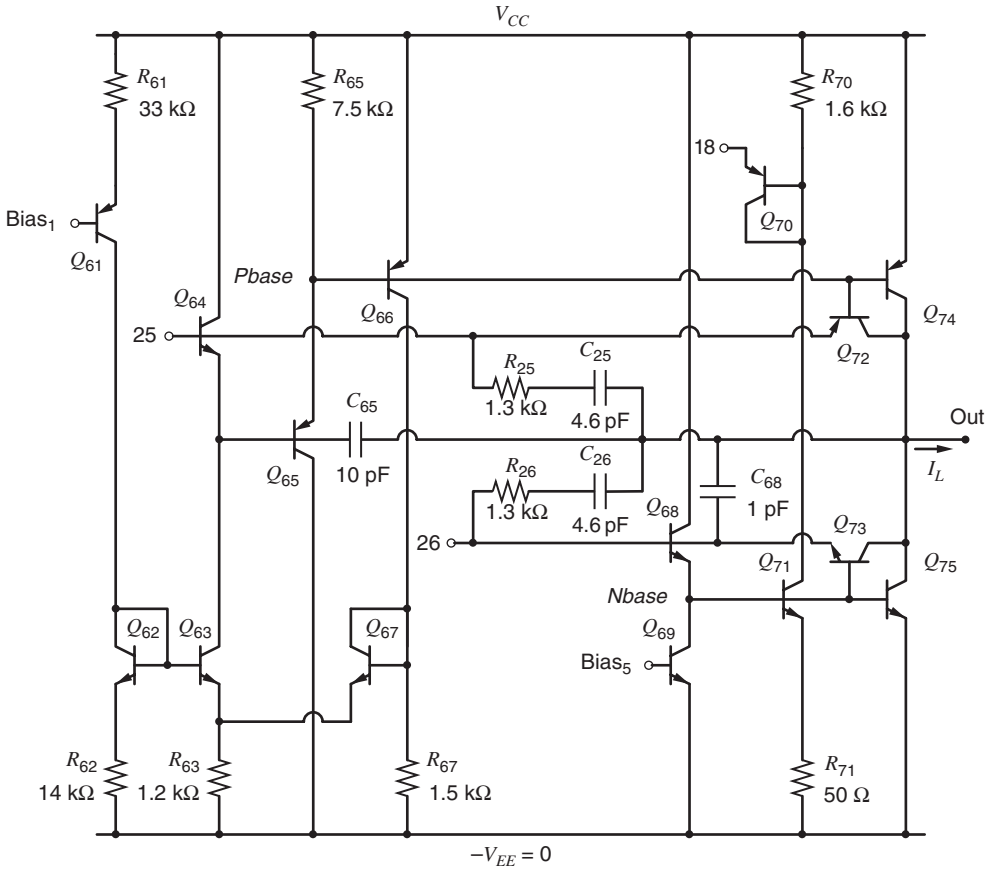 V_CC
R_61
33 kΩ
R_65
7.5 kΩ
R_70
1.6 kΩ
18
Bias_1
Q_61
Q_70
Pbase
Q_64
Q_66
Q_74
25
Q_72
R_25
1.3 kΩ
C_25
4.6 pF
C_65
10 pF
Out
I_L
Q_65
R_26
1.3 kΩ
C_26
4.6 pF
Q_68
C_68
1 pF
26
Q_73
Q_71
Q_75
Nbase
Q_62
Q_63
Q_67
Q_69
Bias_5
R_62
14 kΩ
R_63
1.2 kΩ
R_67
1.5 kΩ
R_71
50 Ω
–V_EE = 0